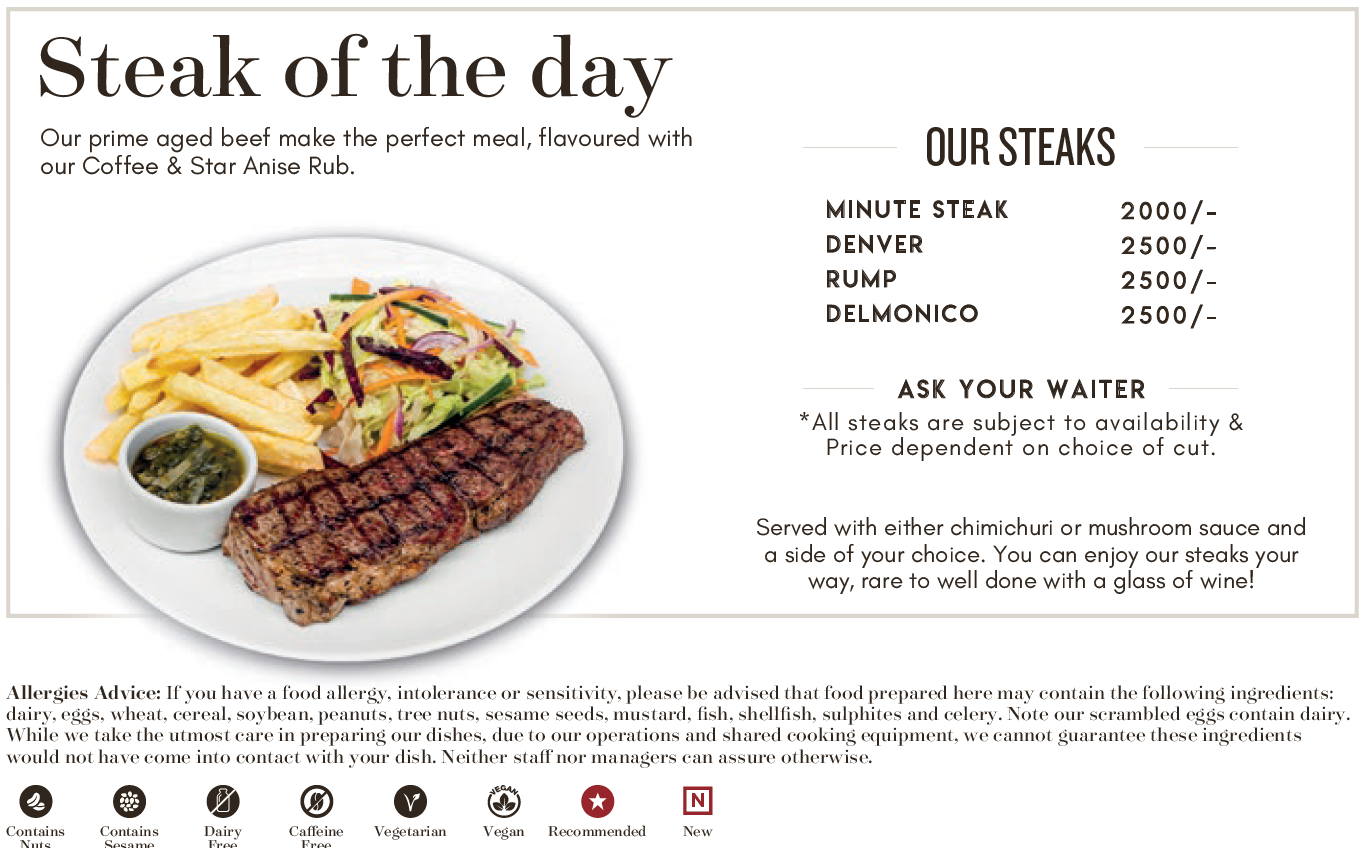 Steak of the day
Our prime aged beef make the perfect meal, flavoured with
our Coffee & Star Anise Rub.
OUR STEAKS
MINUTE STEAK 2000/-
DENVER 2500/-
RUMP 2500/-
DELMONICO 2500/-
ASK YOUR WAITER
*All steaks are subject to availability &
Price dependent on choice of cut.
Served with either chimichuri or mushroom sauce and
a side of your choice. You can enjoy our steaks your
way, rare to well done with a glass of wine!
Allergies Advice: If you have a food allergy, intolerance or sensitivity, please be advised that food prepared here may contain the following ingredients:
dairy, eggs, wheat, cereal, soybean, peanuts, tree nuts, sesame seeds, mustard, fish, shellfish, sulphites and celery. Note our scrambled eggs contain dairy.
While we take the utmost care in preparing our dishes, due to our operations and shared cooking equipment, we cannot guarantee these ingredients
would not have come into contact with your dish. Neither staff nor managers can assure otherwise.
V VEGAN N
Contains Contains Dairy Caffeine Vegetarian Vegan Recommended New
Nuts Sesame Free Free